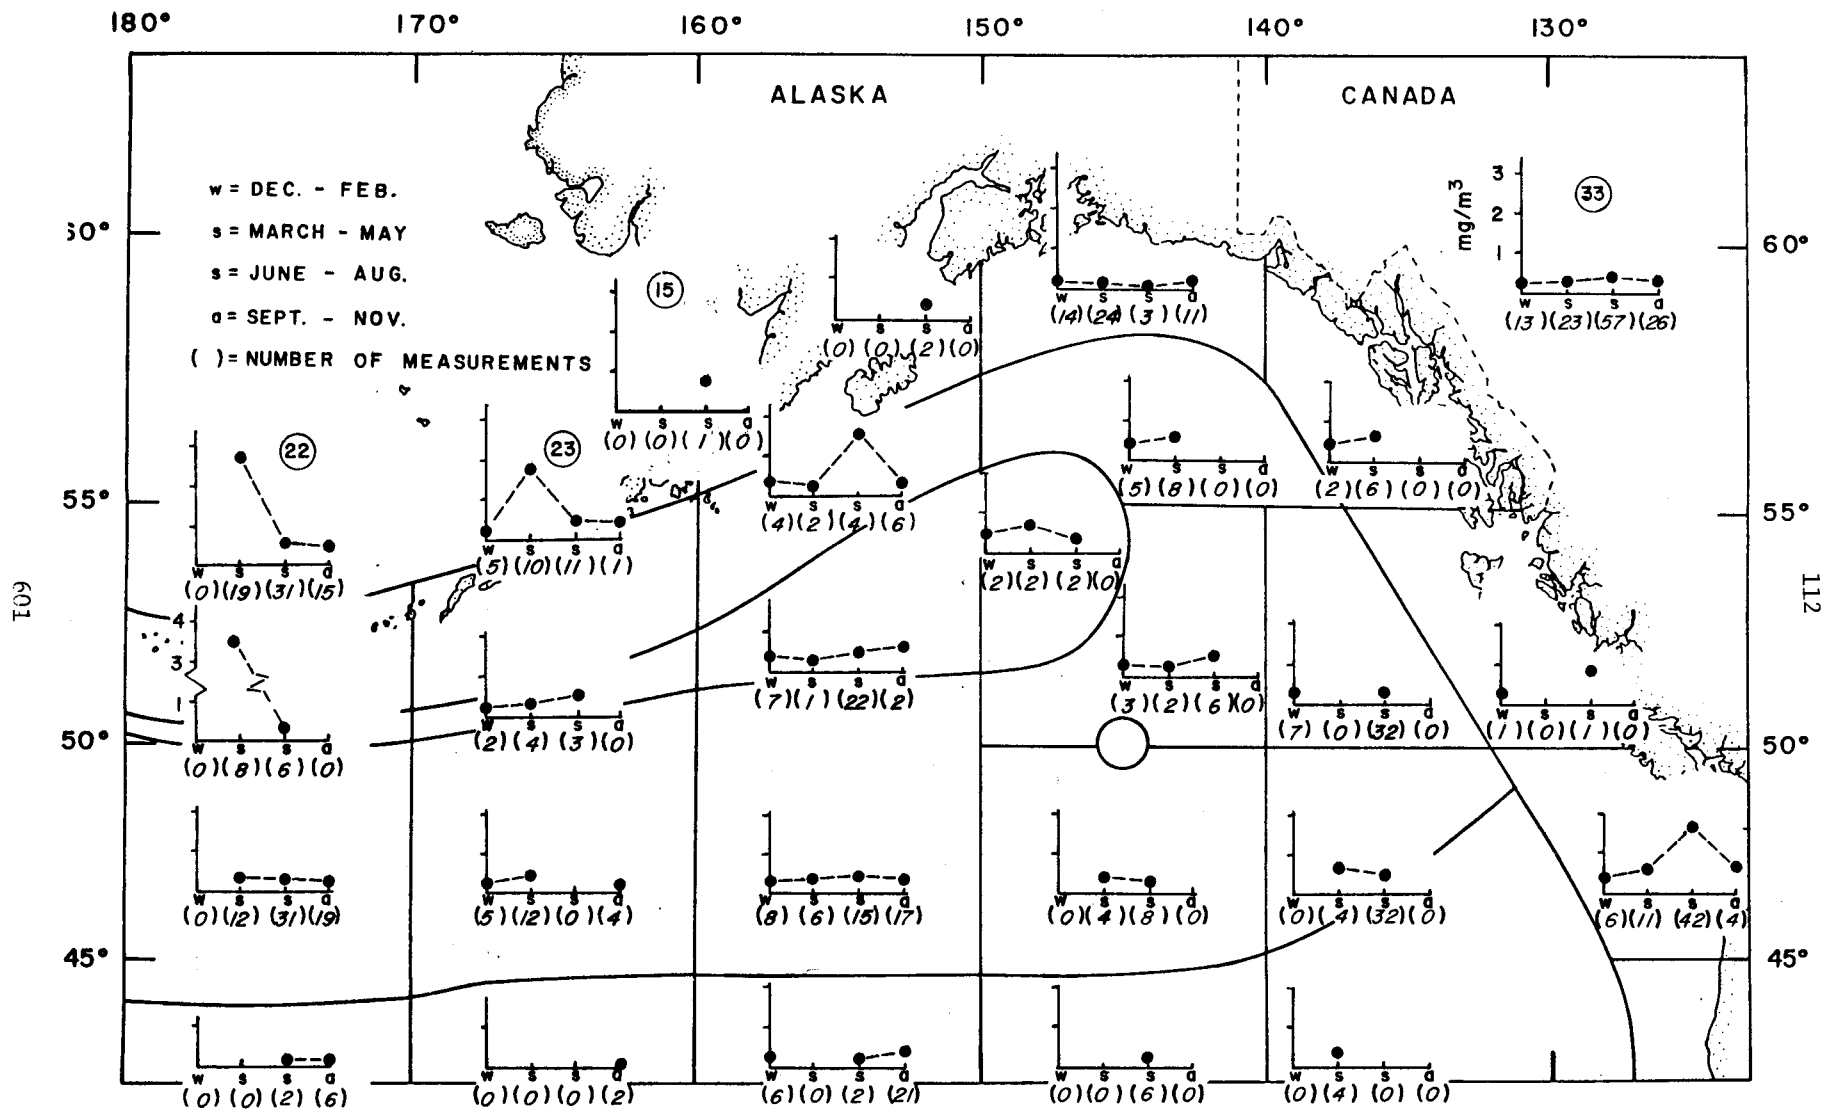 180° 170° 160° 150° 140° 130°
ALASKA CANADA
w = DEC. - FEB.
s = MARCH - MAY
s = JUNE - AUG.
a = SEPT. - NOV.
( ) = NUMBER OF MEASUREMENTS
60° 60°
55° 55°
50° 50°
45° 45°
109
112
mg/m³
3
2
1
33
w s s a
(13)(23)(57)(26)
w s s a
(14)(24)(3)(11)
w s s a
(0)(0)(2)(0)
15
w s s a
(0)(0)(1)(0)
22
w s s a
(0)(19)(31)(15)
23
w s s a
(5)(10)(11)(1)
w s s a
(4)(2)(4)(6)
w s s a
(5)(8)(0)(0)
w s s a
(2)(6)(0)(0)
w s s a
(2)(2)(2)(0)
4
3
1
w s s a
(0)(8)(6)(0)
w s s a
(2)(4)(3)(0)
w s s a
(7)(1)(22)(2)
w s s a
(3)(2)(6)(0)
w s s a
(7)(0)(32)(0)
w s s a
(1)(0)(1)(0)
w s s a
(0)(12)(31)(19)
w s s a
(5)(12)(0)(4)
w s s a
(8)(6)(15)(17)
w s s a
(0)(4)(8)(0)
w s s a
(0)(4)(32)(0)
w s s a
(6)(11)(42)(4)
w s s a
(0)(0)(2)(6)
w s s a
(0)(0)(0)(2)
w s s a
(6)(0)(2)(21)
w s s a
(0)(0)(6)(0)
w s s a
(0)(4)(0)(0)